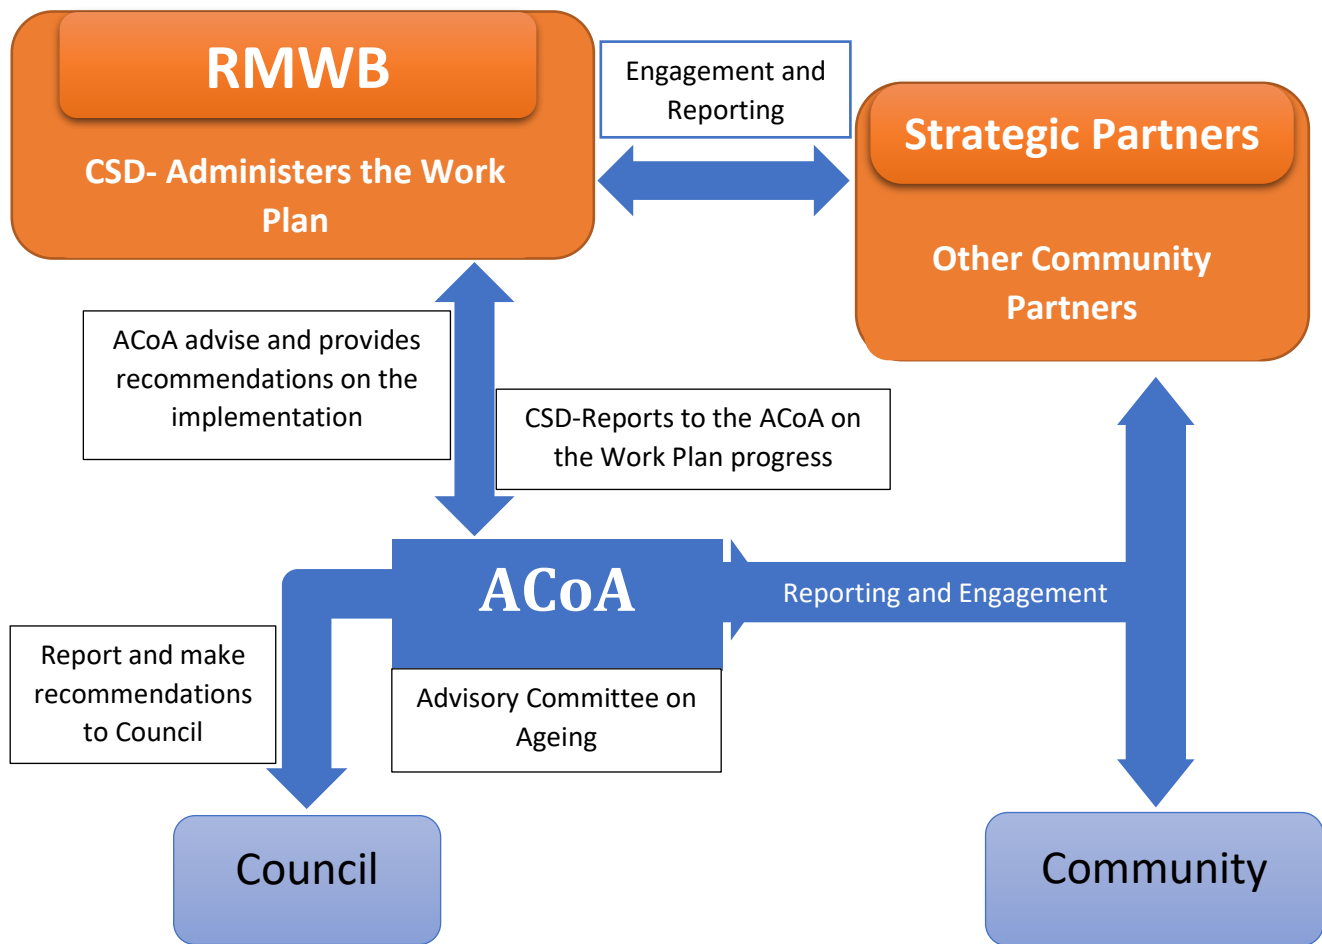 RMWB
CSD- Administers the Work
Plan
Engagement and
Reporting
Strategic Partners
Other Community
Partners
ACoA advise and provides
recommendations on the
implementation
CSD-Reports to the ACoA on
the Work Plan progress
ACoA
Reporting and Engagement
Report and make
recommendations
to Council
Advisory Committee on
Ageing
Council
Community